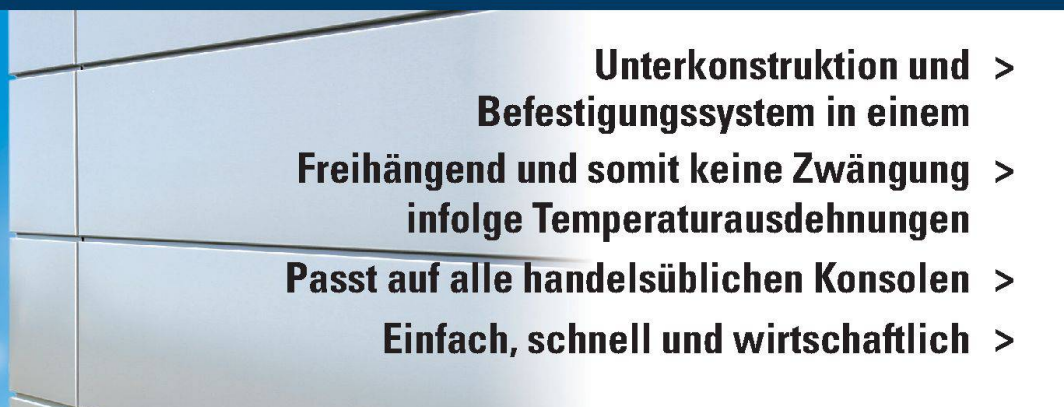 Unterkonstruktion und >
Befestigungssystem in einem
Freihängend und somit keine Zwängung >
infolge Temperaturausdehnungen
Passt auf alle handelsüblichen Konsolen >
Einfach, schnell und wirtschaftlich >